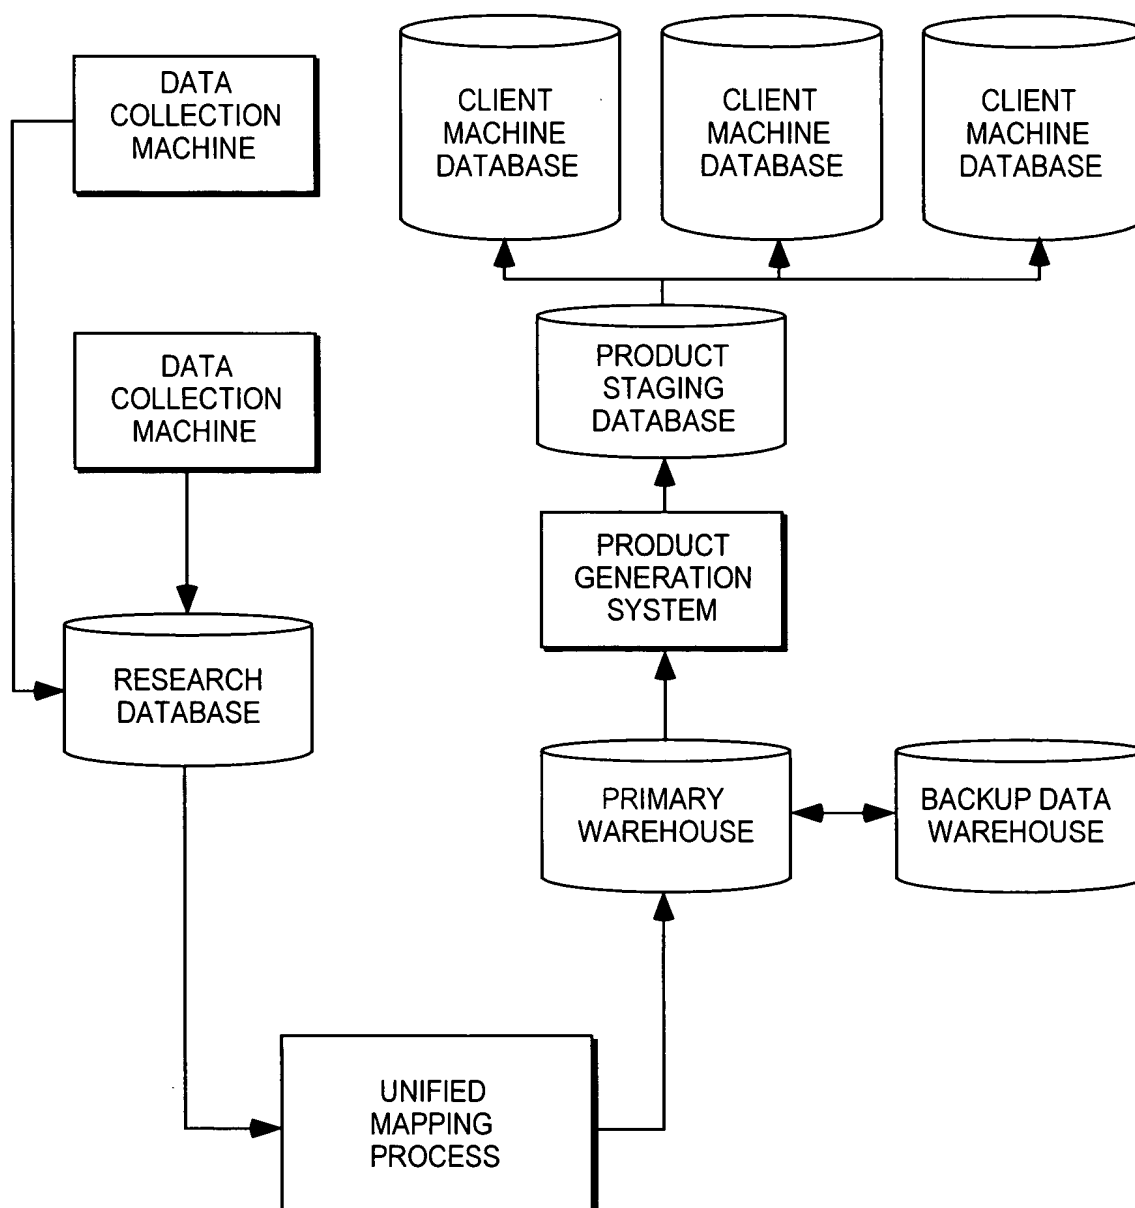 DATA
COLLECTION
MACHINE
CLIENT
MACHINE
DATABASE
CLIENT
MACHINE
DATABASE
CLIENT
MACHINE
DATABASE
DATA
COLLECTION
MACHINE
PRODUCT
STAGING
DATABASE
PRODUCT
GENERATION
SYSTEM
RESEARCH
DATABASE
PRIMARY
WAREHOUSE
BACKUP DATA
WAREHOUSE
UNIFIED
MAPPING
PROCESS